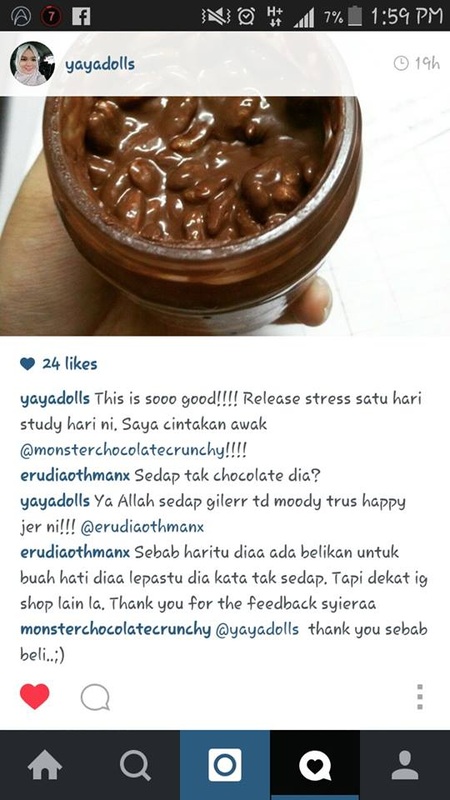 7
H+
7%
1:59 PM
yayadolls
19h
24 likes
yayadolls This is sooo good!!!! Release stress satu hari
study hari ni. Saya cintakan awak
@monsterchocolatecrunchy!!!!
erudiaothmanx Sedap tak chocolate dia?
yayadolls Ya Allah sedap gilerr td moody trus happy
jer ni!!! @erudiaothmanx
erudiaothmanx Sebab haritu diaa ada belikan untuk
buah hati diaa lepastu dia kata tak sedap. Tapi dekat ig
shop lain la. Thank you for the feedback syieraa
monsterchocolatecrunchy @yayadolls thank you sebab
beli..;)